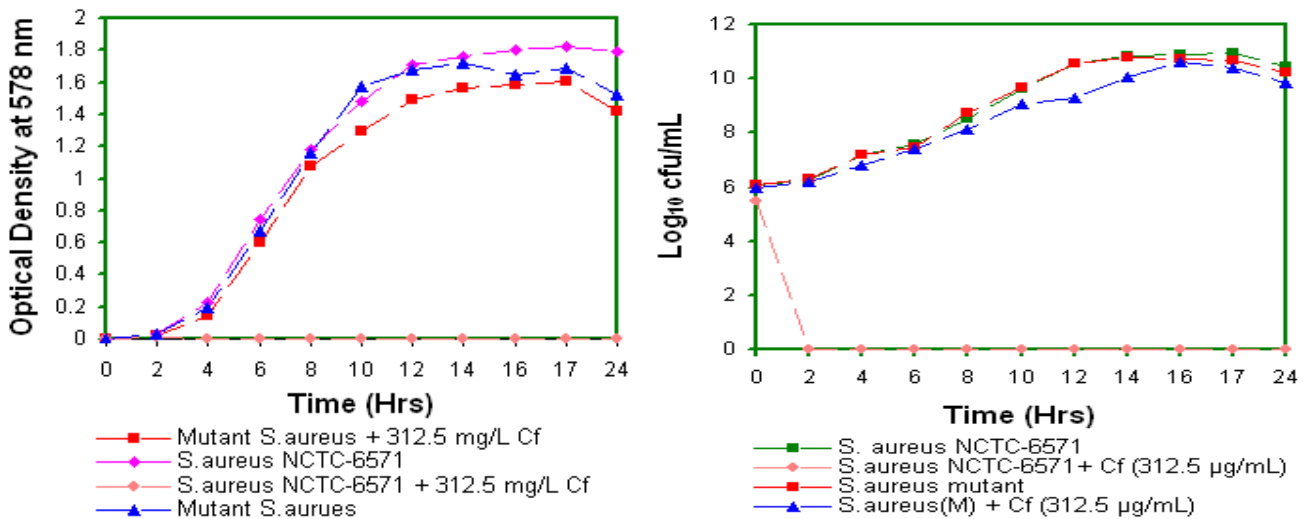 Optical Density at 578 nm
2
1.8
1.6
1.4
1.2
1
0.8
0.6
0.4
0.2
0
0 2 4 6 8 10 12 14 16 17 24
Time (Hrs)
Mutant S.aureus + 312.5 mg/L Cf
S.aureus NCTC-6571
S.aureus NCTC-6571 + 312.5 mg/L Cf
Mutant S.aurues
Log10 cfu/mL
12
10
8
6
4
2
0
0 2 4 6 8 10 12 14 16 17 24
Time (Hrs)
S. aureus NCTC-6571
S.aureus NCTC-6571+ Cf (312.5 µg/mL)
S.aureus mutant
S.aureus(M) + Cf (312.5 µg/mL)